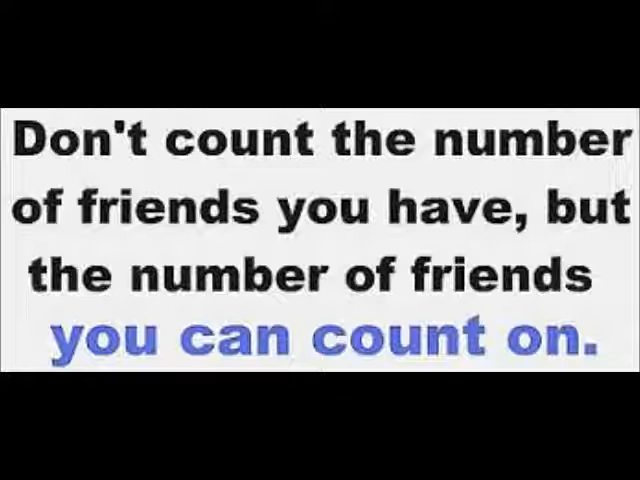 Don't count the number
of friends you have, but
the number of friends
you can count on.